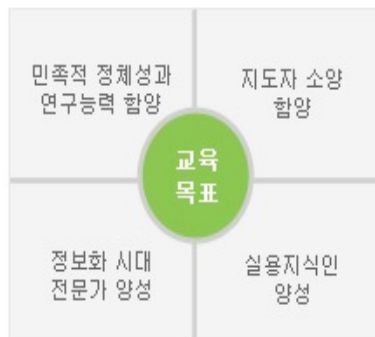 민족적 정체성과
연구능력 함양
지도자 소양
함양
교육
목표
정보화 시대
전문가 양성
실용지식인
양성